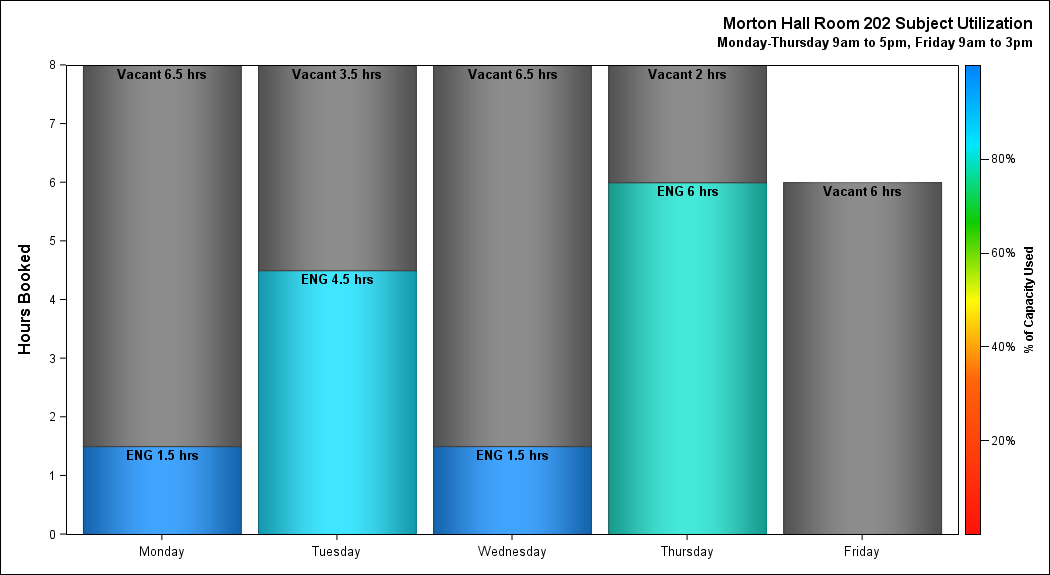 Morton Hall Room 202 Subject Utilization
Monday-Thursday 9am to 5pm, Friday 9am to 3pm
Hours Booked
8
7
6
5
4
3
2
1
0
Vacant 6.5 hrs
ENG 1.5 hrs
Vacant 3.5 hrs
ENG 4.5 hrs
Vacant 6.5 hrs
ENG 1.5 hrs
Vacant 2 hrs
ENG 6 hrs
Vacant 6 hrs
Monday
Tuesday
Wednesday
Thursday
Friday
80%
60%
40%
20%
% of Capacity Used